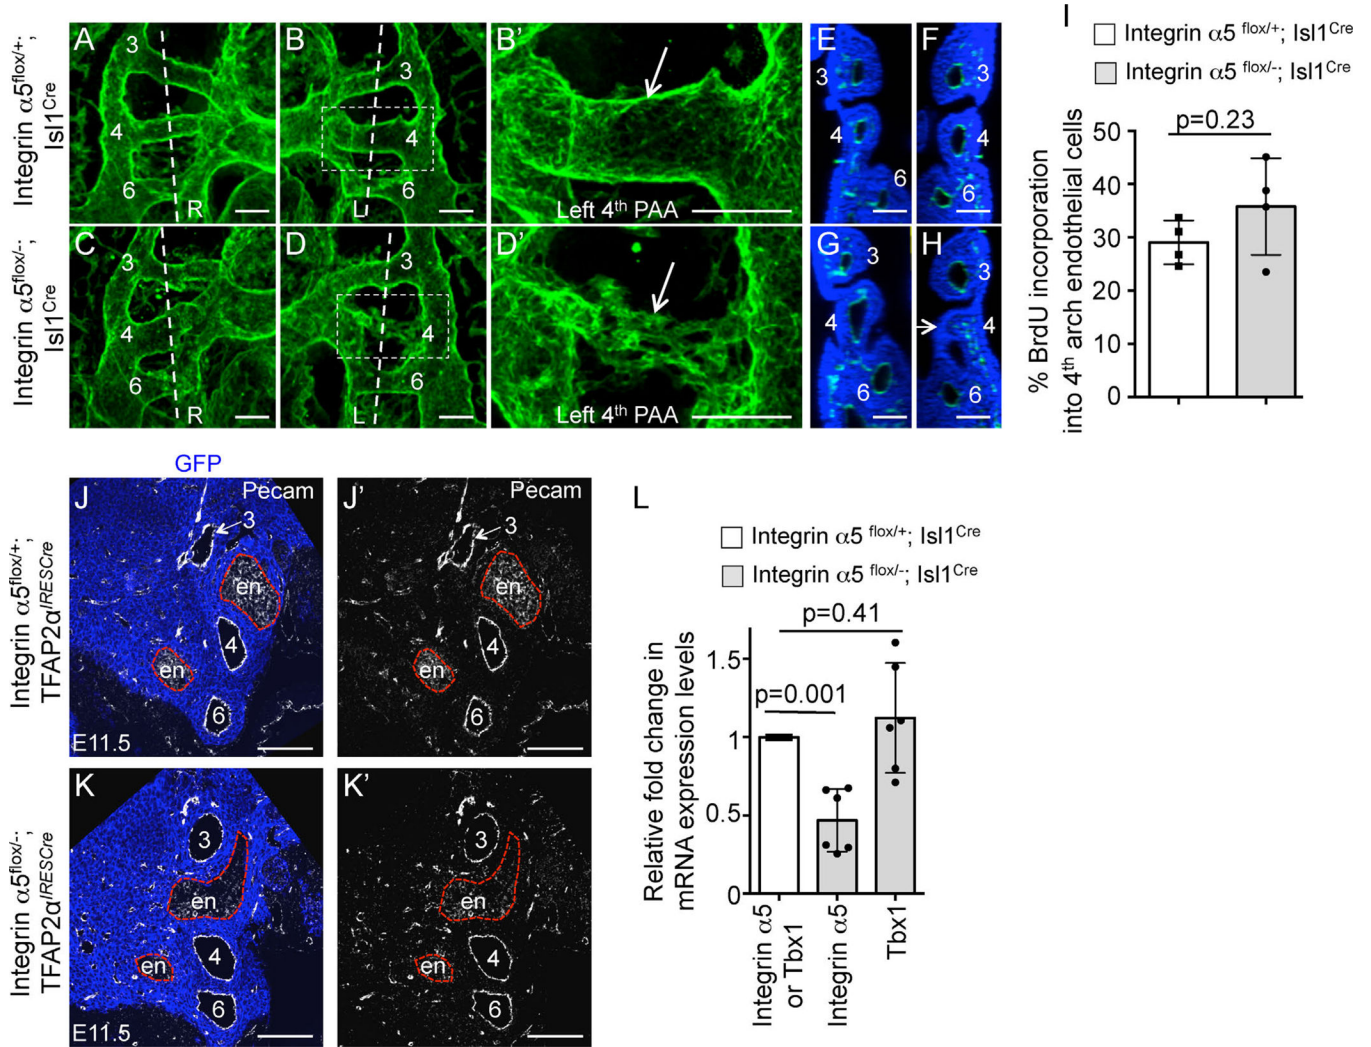 Integrin α5flox/+;
Isl1Cre
A
3
4
6
R
B
3
4
6
L
B'
Left 4th PAA
E
3
4
6
F
3
4
6
Integrin α5flox/-;
Isl1Cre
C
3
4
6
R
D
3
4
6
L
D'
Left 4th PAA
G
3
4
6
H
3
4
6
I
Integrin α5 flox/+; Isl1Cre
Integrin α5 flox/-; Isl1Cre
% BrdU incorporation
into 4th arch endothelial cells
50
40
30
20
10
0
p=0.23
GFP
Integrin α5flox/+;
TFAP2αIRESCre
J
Pecam
3
en
4
en
6
E11.5
J'
Pecam
3
en
4
en
6
Integrin α5flox/-;
TFAP2αIRESCre
K
3
en
4
en
6
E11.5
K'
3
en
4
en
6
L
Integrin α5 flox/+; Isl1Cre
Integrin α5 flox/-; Isl1Cre
Relative fold change in
mRNA expression levels
1.5
1
0.5
0
p=0.41
p=0.001
Integrin α5
or Tbx1
Integrin α5
Tbx1